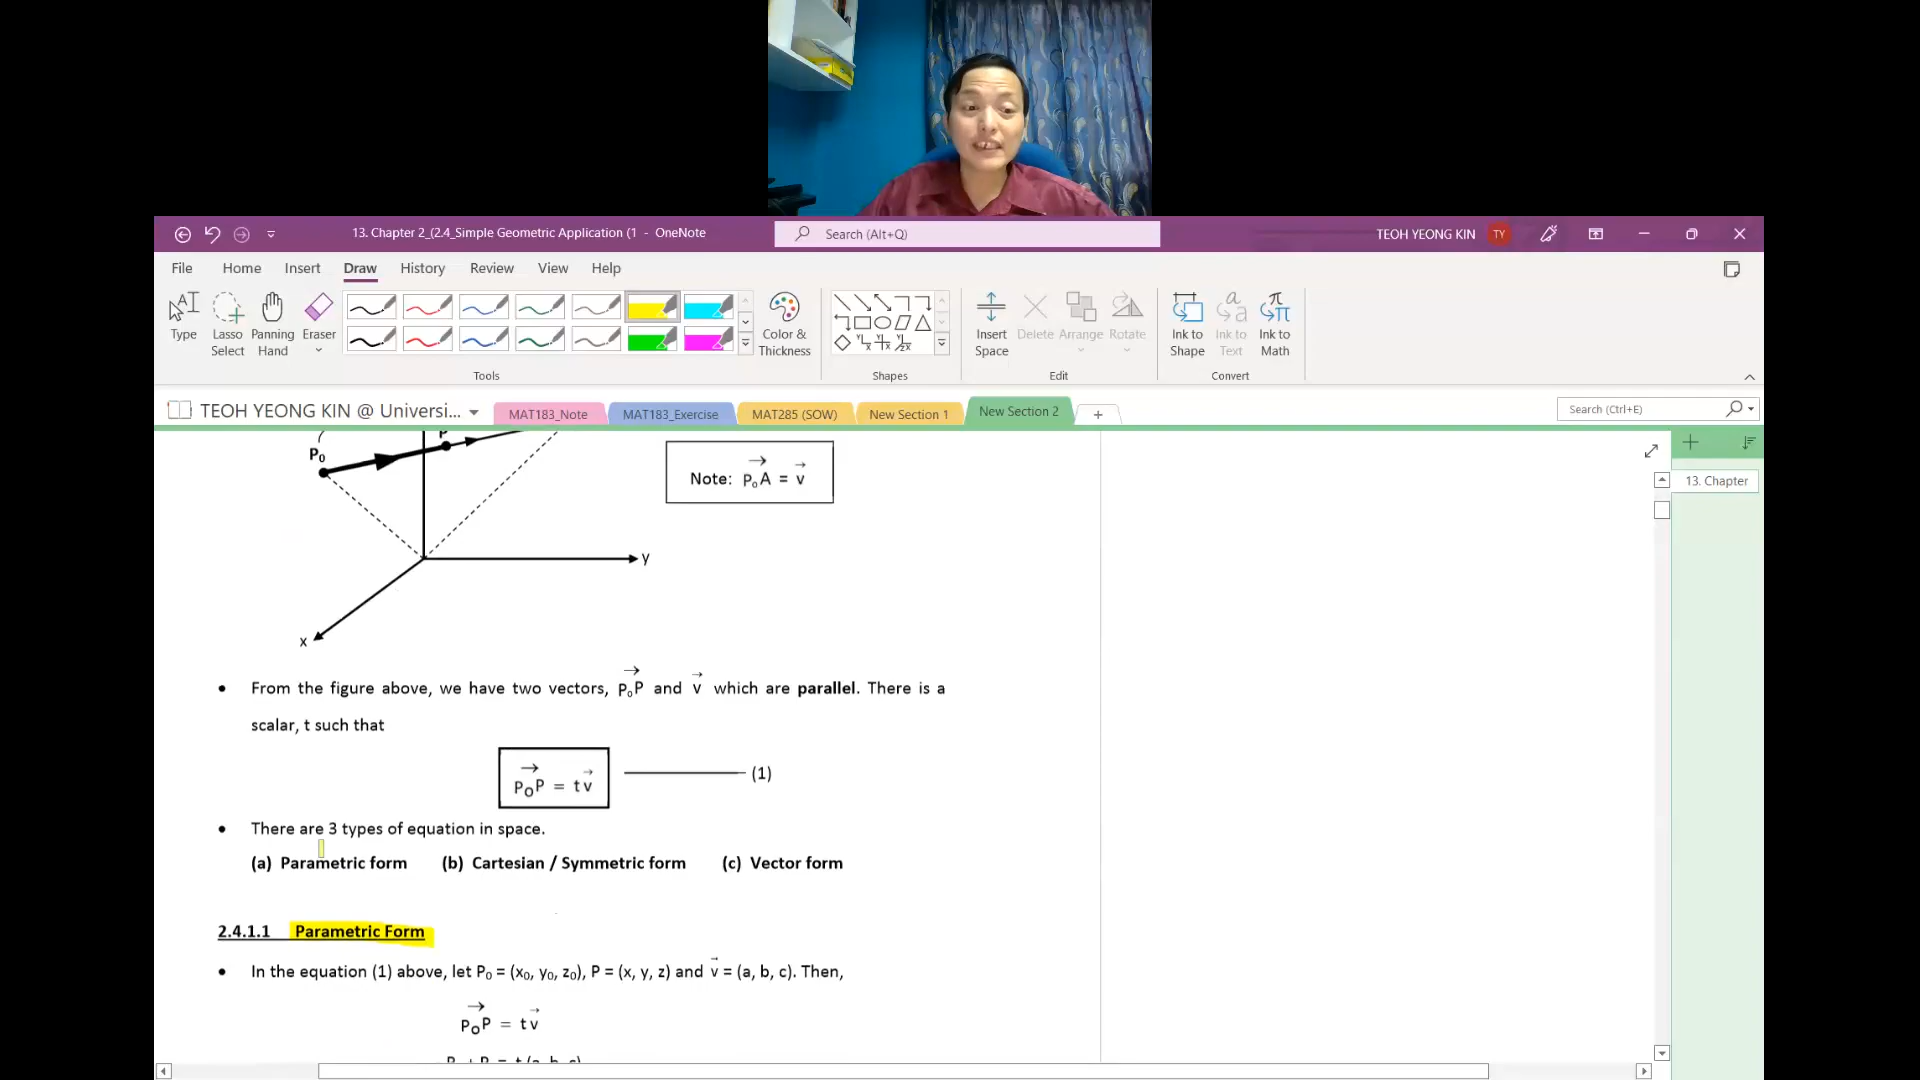 13. Chapter 2_(2.4_Simple Geometric Application (1 - OneNote
Search (Alt+Q)
TEOH YEONG KIN TY
File Home Insert Draw History Review View Help
Type
Lasso Select
Panning Hand
Eraser
Color & Thickness
Insert Space
Delete
Arrange
Rotate
Ink to Shape
Ink to Text
Ink to Math
Tools Shapes Edit Convert
TEOH YEONG KIN @ Universi...
MAT183_Note MAT183_Exercise MAT285 (SOW) New Section 1 New Section 2
Search (Ctrl+E)
13. Chapter
P₀
Note: P₀A = v
y
x
• From the figure above, we have two vectors, P₀P and v which are parallel. There is a
scalar, t such that
P₀P = tv (1)
• There are 3 types of equation in space.
(a) Parametric form (b) Cartesian / Symmetric form (c) Vector form
2.4.1.1 Parametric Form
• In the equation (1) above, let P₀ = (x₀, y₀, z₀), P = (x, y, z) and v = (a, b, c). Then,
P₀P = tv